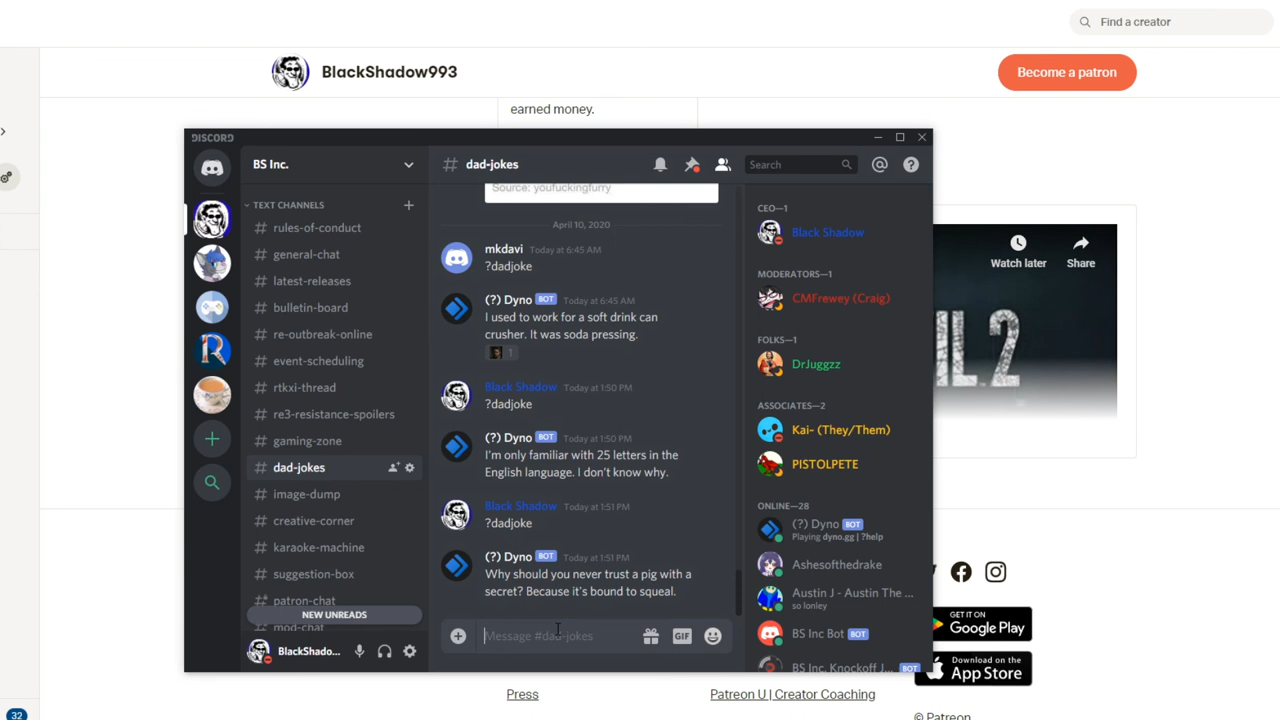 Find a creator
BlackShadow993
Become a patron
earned money.
DISCORD
BS Inc.
# dad-jokes
Search
TEXT CHANNELS
# rules-of-conduct
# general-chat
# latest-releases
# bulletin-board
# re-outbreak-online
# event-scheduling
# rtkxi-thread
# re3-resistance-spoilers
# gaming-zone
# dad-jokes
# image-dump
# creative-corner
# karaoke-machine
# suggestion-box
# patron-chat
NEW UNREADS
mod-chat
BlackShado...
Source: youfuckingfurry
April 10, 2020
mkdavi Today at 6:45 AM
?dadjoke
(?) Dyno BOT Today at 6:45 AM
I used to work for a soft drink can
crusher. It was soda pressing.
1
Black Shadow Today at 1:50 PM
?dadjoke
(?) Dyno BOT Today at 1:50 PM
I'm only familiar with 25 letters in the
English language. I don't know why.
Black Shadow Today at 1:51 PM
?dadjoke
(?) Dyno BOT Today at 1:51 PM
Why should you never trust a pig with a
secret? Because it's bound to squeal.
Message #dad-jokes
GIF
CEO—1
Black Shadow
MODERATORS—1
CMFrewey (Craig)
FOLKS—1
DrJuggzz
ASSOCIATES—2
Kai- (They/Them)
PISTOLPETE
ONLINE—28
(?) Dyno BOT
Playing dyno.gg | ?help
Ashesofthedrake
Austin J - Austin The ...
so lonley
BS Inc Bot BOT
BS Inc. Knockoff J... BOT
Watch later
Share
IL 2
GET IT ON
Google Play
Download on the
App Store
Press
Patreon U | Creator Coaching
© Patreon
32